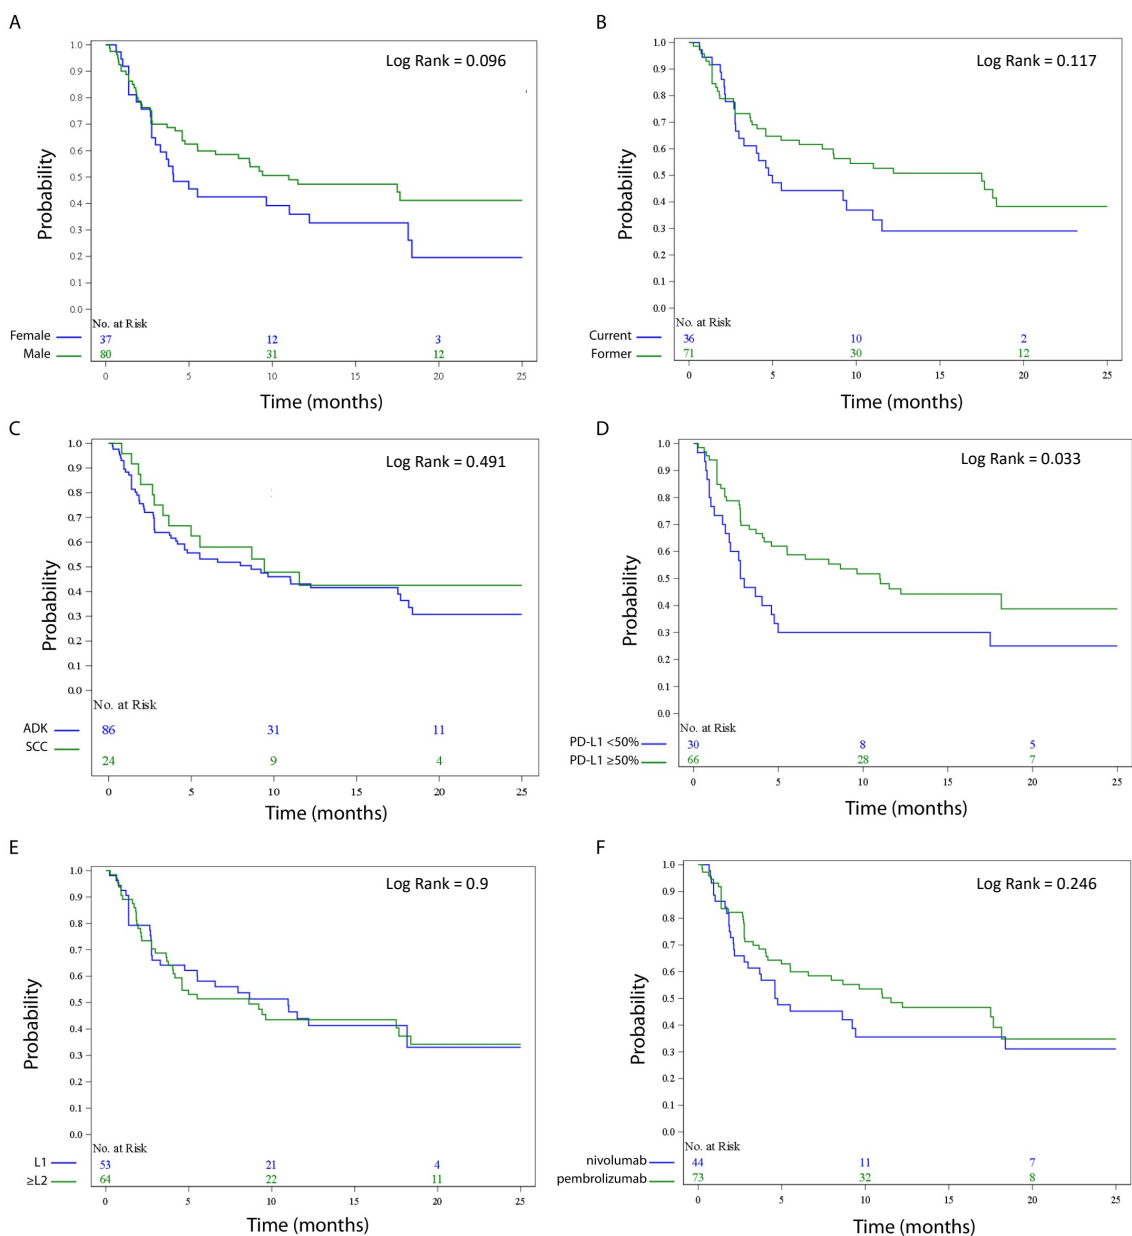 A
Log Rank = 0.096
1.0
0.9
0.8
0.7
0.6
0.5
0.4
0.3
0.2
0.1
0.0
Probability
No. at Risk
Female 37 12 3
Male 80 31 12
0 5 10 15 20 25
Time (months)
B
Log Rank = 0.117
1.0
0.9
0.8
0.7
0.6
0.5
0.4
0.3
0.2
0.1
0.0
Probability
No. at Risk
Current 36 10 2
Former 71 30 12
0 5 10 15 20 25
Time (months)
C
Log Rank = 0.491
1.0
0.9
0.8
0.7
0.6
0.5
0.4
0.3
0.2
0.1
0.0
Probability
No. at Risk
ADK 86 31 11
SCC 24 9 4
0 5 10 15 20 25
Time (months)
D
Log Rank = 0.033
1.0
0.9
0.8
0.7
0.6
0.5
0.4
0.3
0.2
0.1
0.0
Probability
No. at Risk
PD-L1 <50% 30 8 5
PD-L1 ≥50% 66 28 7
0 5 10 15 20 25
Time (months)
E
Log Rank = 0.9
1.0
0.9
0.8
0.7
0.6
0.5
0.4
0.3
0.2
0.1
0.0
Probability
No. at Risk
L1 53 21 4
≥L2 64 22 11
0 5 10 15 20 25
Time (months)
F
Log Rank = 0.246
1.0
0.9
0.8
0.7
0.6
0.5
0.4
0.3
0.2
0.1
0.0
Probability
No. at Risk
nivolumab 44 11 7
pembrolizumab 73 32 8
0 5 10 15 20 25
Time (months)